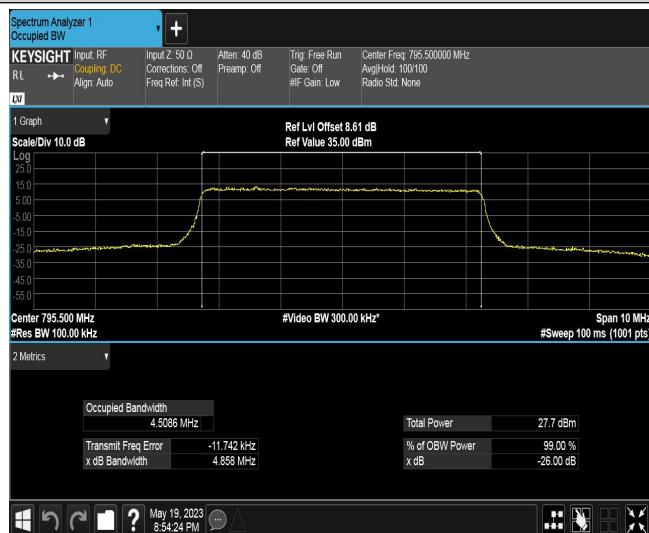 Spectrum Analyzer 1
Occupied BW
+
KEYSIGHT Input: RF Input Z: 50 Ω Atten: 40 dB Trig: Free Run Center Freq: 795.500000 MHz
RL Coupling: DC Corrections: Off Preamp: Off Gate: Off Avg|Hold: 100/100
Align: Auto Freq Ref: Int (S) #IF Gain: Low Radio Std: None
LXI
1 Graph Ref Lvl Offset 8.61 dB
Scale/Div 10.0 dB Ref Value 35.00 dBm
Log
25.0
15.0
5.00
-5.00
-15.0
-25.0
-35.0
-45.0
-55.0
Center 795.500 MHz #Video BW 300.00 kHz* Span 10 MHz
#Res BW 100.00 kHz #Sweep 100 ms (1001 pts)
2 Metrics
Occupied Bandwidth
4.5086 MHz Total Power 27.7 dBm
Transmit Freq Error -11.742 kHz % of OBW Power 99.00 %
x dB Bandwidth 4.858 MHz x dB -26.00 dB
? May 19, 2023
8:54:24 PM